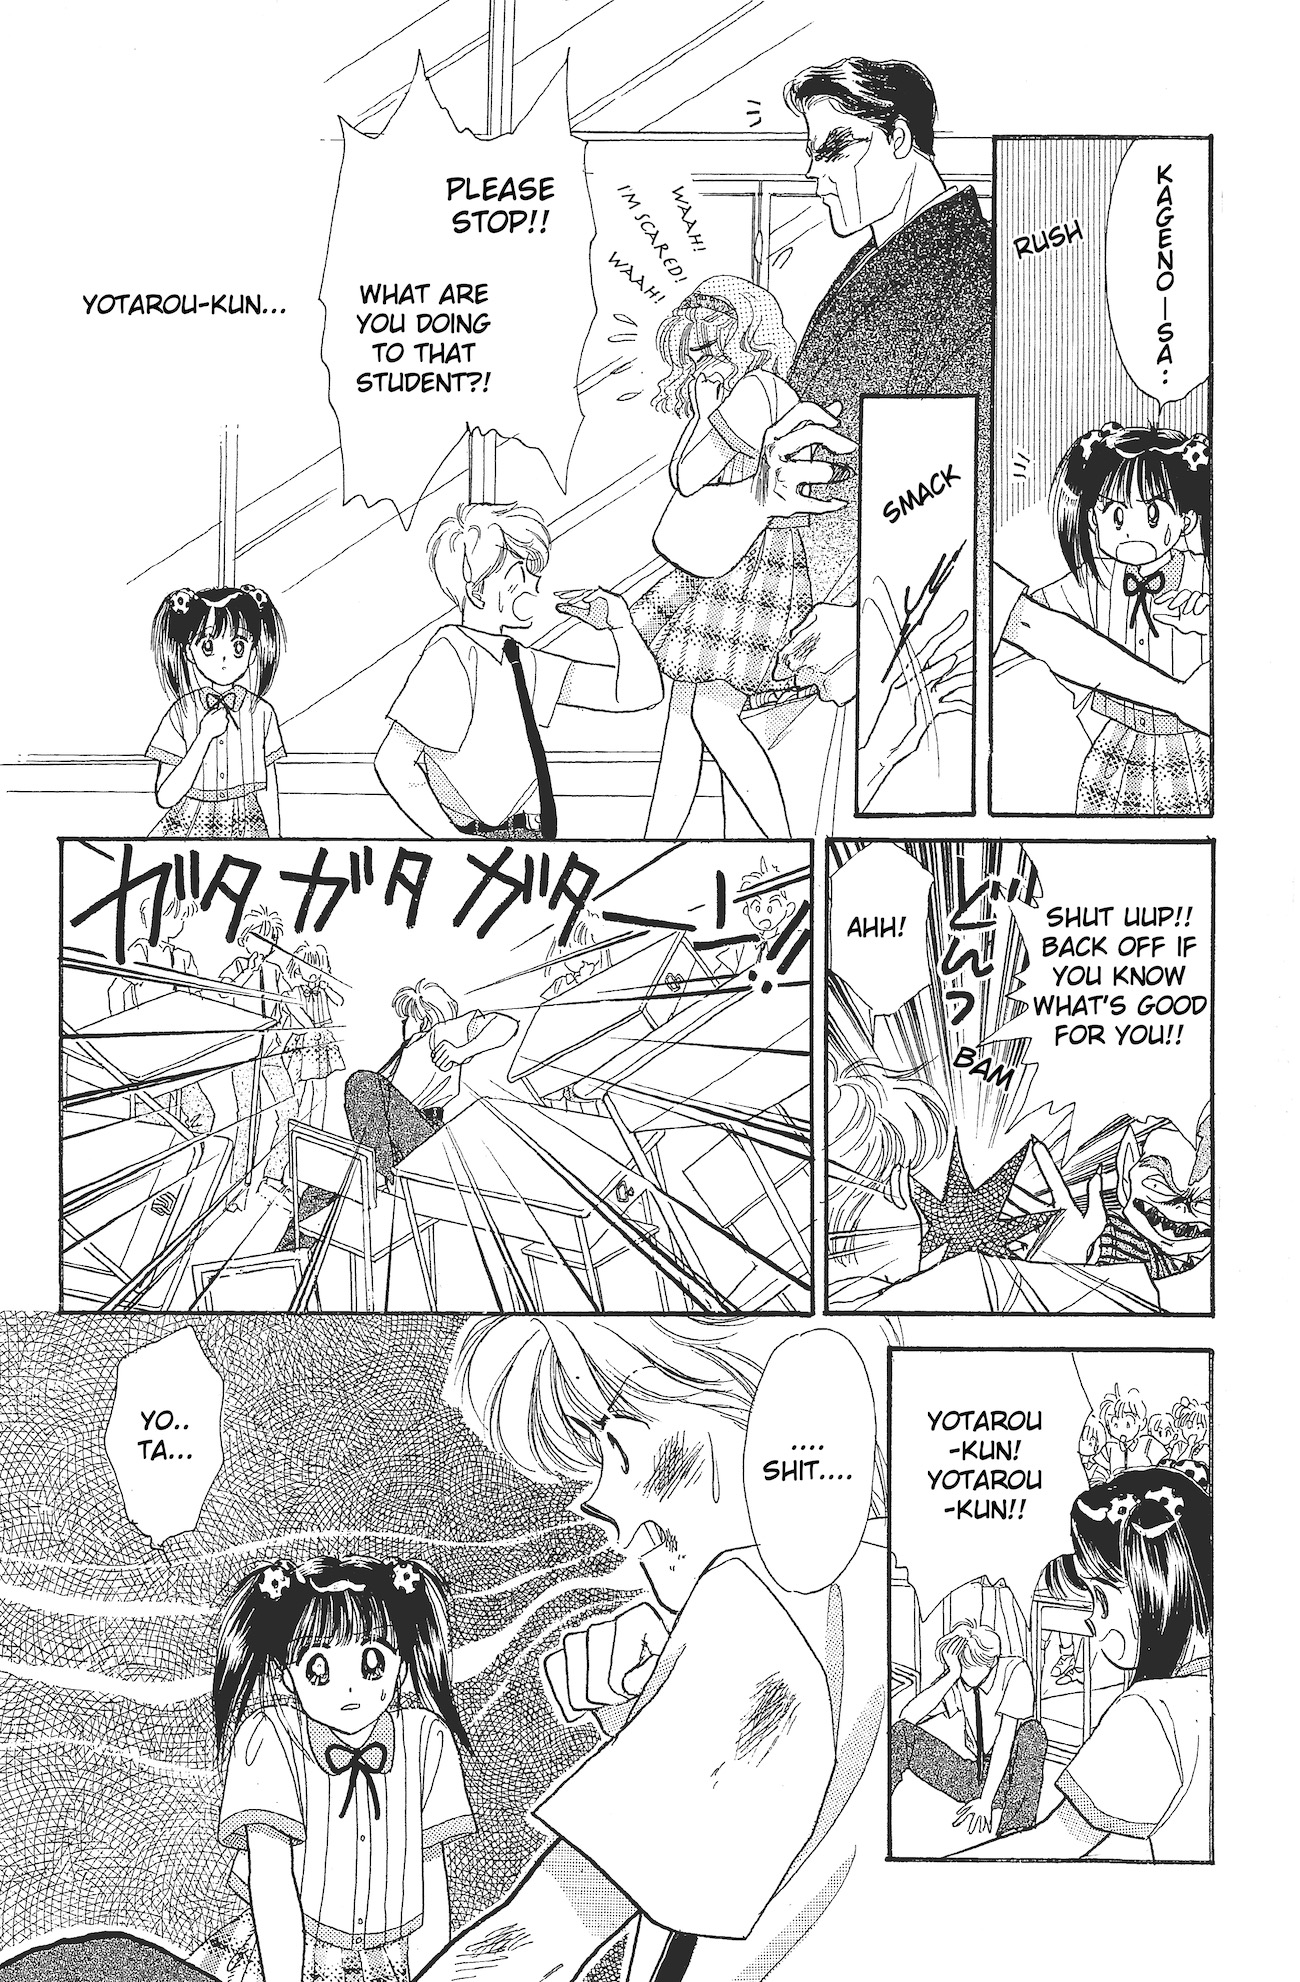 KAGENO-ISA..
RUSH
SMACK
WAAH!
I'M SCARED!
WAAH!
PLEASE
STOP!!
WHAT ARE
YOU DOING
TO THAT
STUDENT?!
YOTAROU-KUN...
SHUT UUP!!
BACK OFF IF
YOU KNOW
WHAT'S GOOD
FOR YOU!!
どんっ
BAM
AHH!
ガタガタガターン!!
YOTAROU
-KUN!
YOTAROU
-KUN!!
....
SHIT....
YO..
TA...